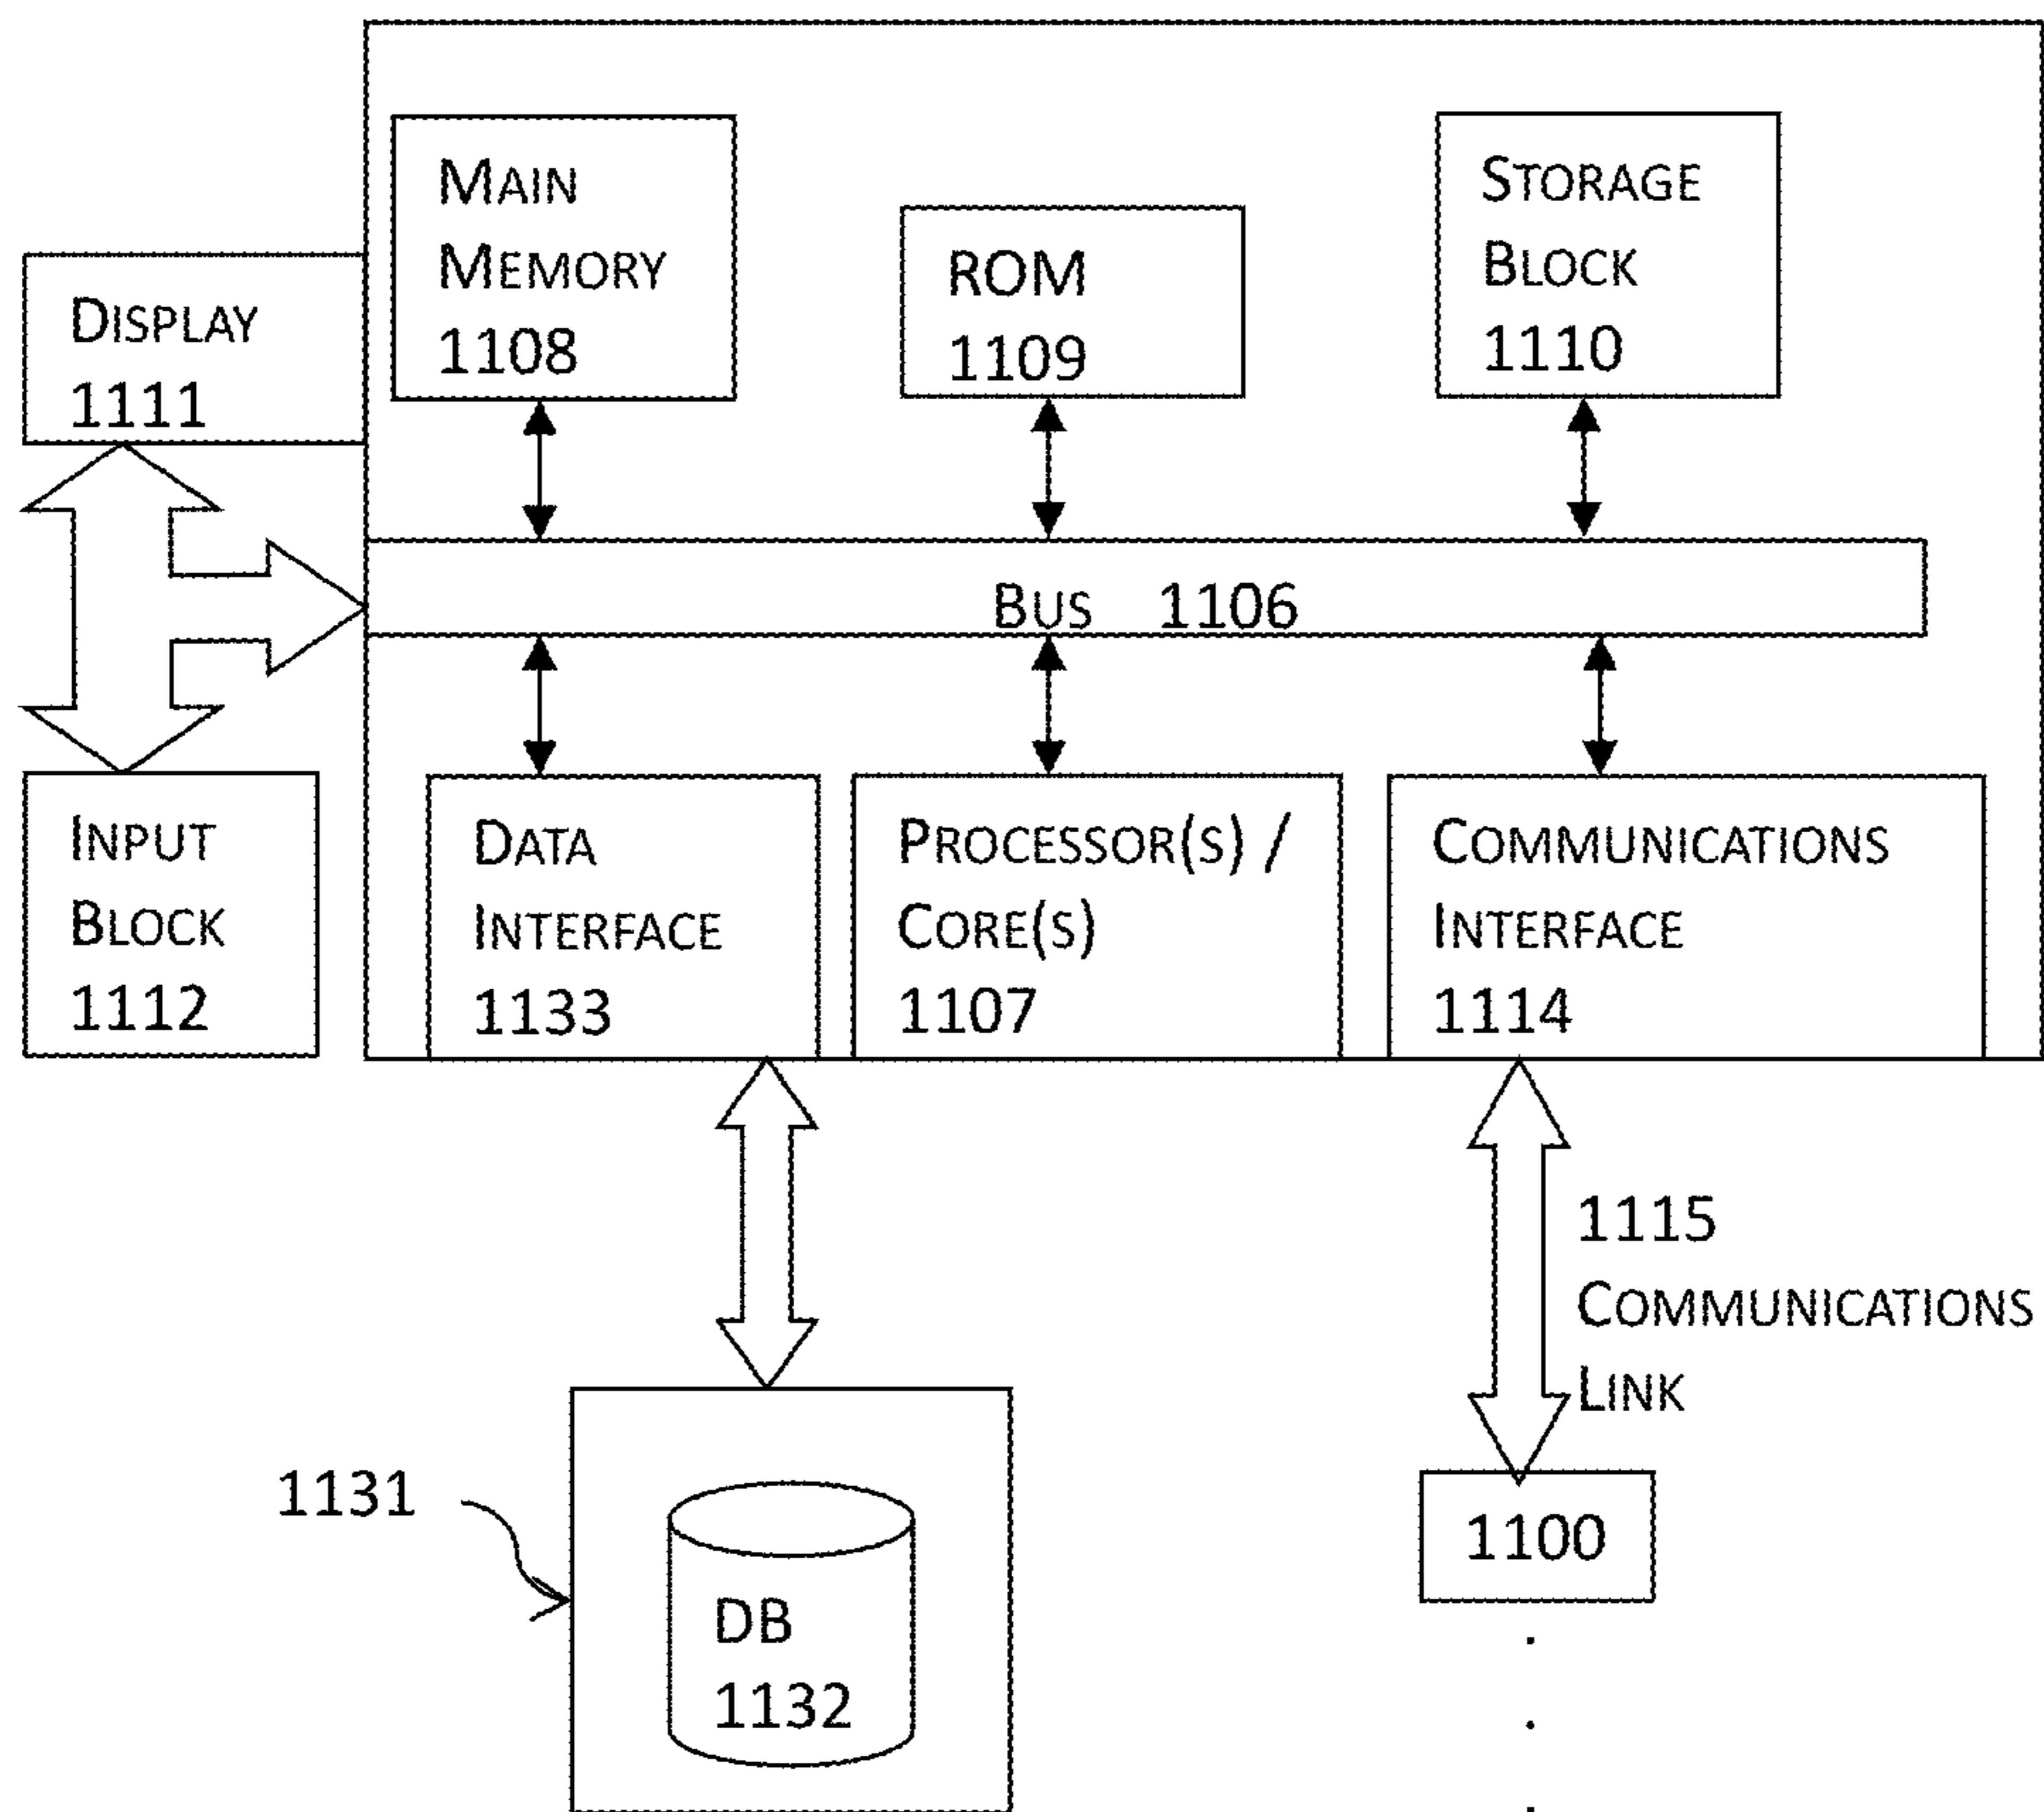 MAIN
MEMORY
1108
ROM
1109
STORAGE
BLOCK
1110
DISPLAY
1111
BUS 1106
INPUT
BLOCK
1112
DATA
INTERFACE
1133
PROCESSOR(S) /
CORE(S)
1107
COMMUNICATIONS
INTERFACE
1114
1115
COMMUNICATIONS
LINK
1131
DB
1132
1100